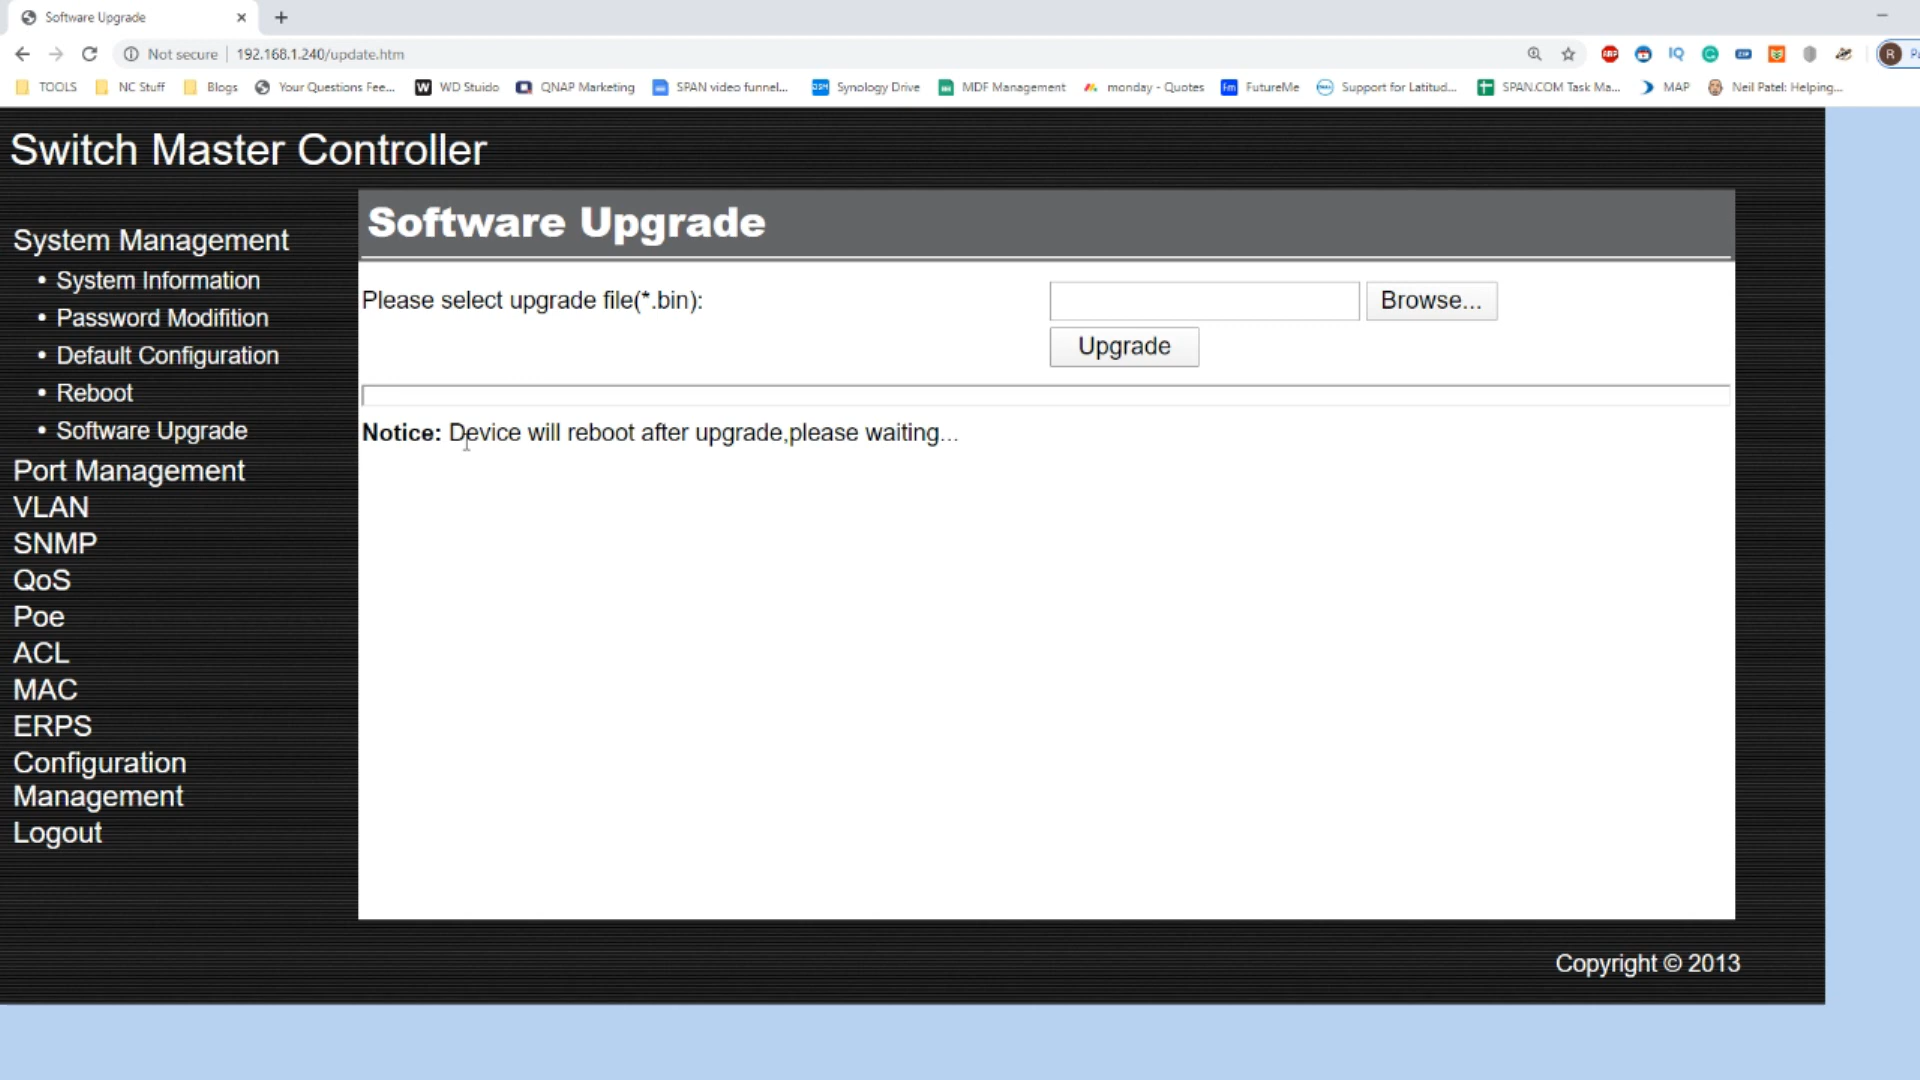 Software Upgrade
Not secure | 192.168.1.240/update.htm
TOOLS NC Stuff Blogs Your Questions Fee... WD Stuido QNAP Marketing SPAN video funnel... Synology Drive MDF Management monday - Quotes FutureMe Support for Latitud... SPAN.COM Task Ma... MAP Neil Patel: Helping...
Switch Master Controller
System Management
• System Information
• Password Modifition
• Default Configuration
• Reboot
• Software Upgrade
Port Management
VLAN
SNMP
QoS
Poe
ACL
MAC
ERPS
Configuration
Management
Logout
Software Upgrade
Please select upgrade file(*.bin):
Browse...
Upgrade
Notice: Device will reboot after upgrade,please waiting...
Copyright © 2013